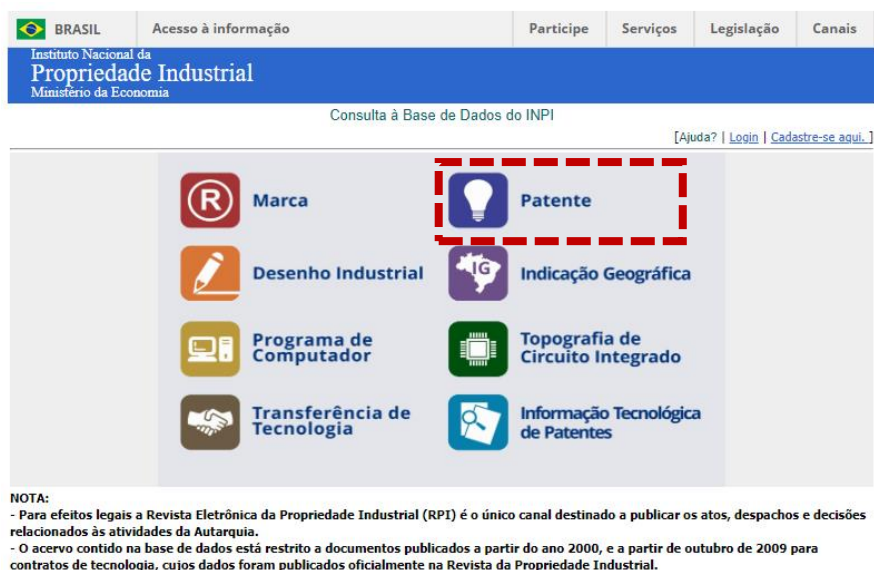 BRASIL Acesso à informação Participe Serviços Legislação Canais
Instituto Nacional da
Propriedade Industrial
Ministério da Economia
Consulta à Base de Dados do INPI
[Ajuda? | Login | Cadastre-se aqui. ]
R Marca
Patente
Desenho Industrial
IG Indicação Geográfica
Programa de
Computador
Topografia de
Circuito Integrado
Transferência de
Tecnologia
Informação Tecnológica
de Patentes
NOTA:
- Para efeitos legais a Revista Eletrônica da Propriedade Industrial (RPI) é o único canal destinado a publicar os atos, despachos e decisões
relacionados às atividades da Autarquia.
- O acervo contido na base de dados está restrito a documentos publicados a partir do ano 2000, e a partir de outubro de 2009 para
contratos de tecnologia, cujos dados foram publicados oficialmente na Revista da Propriedade Industrial.